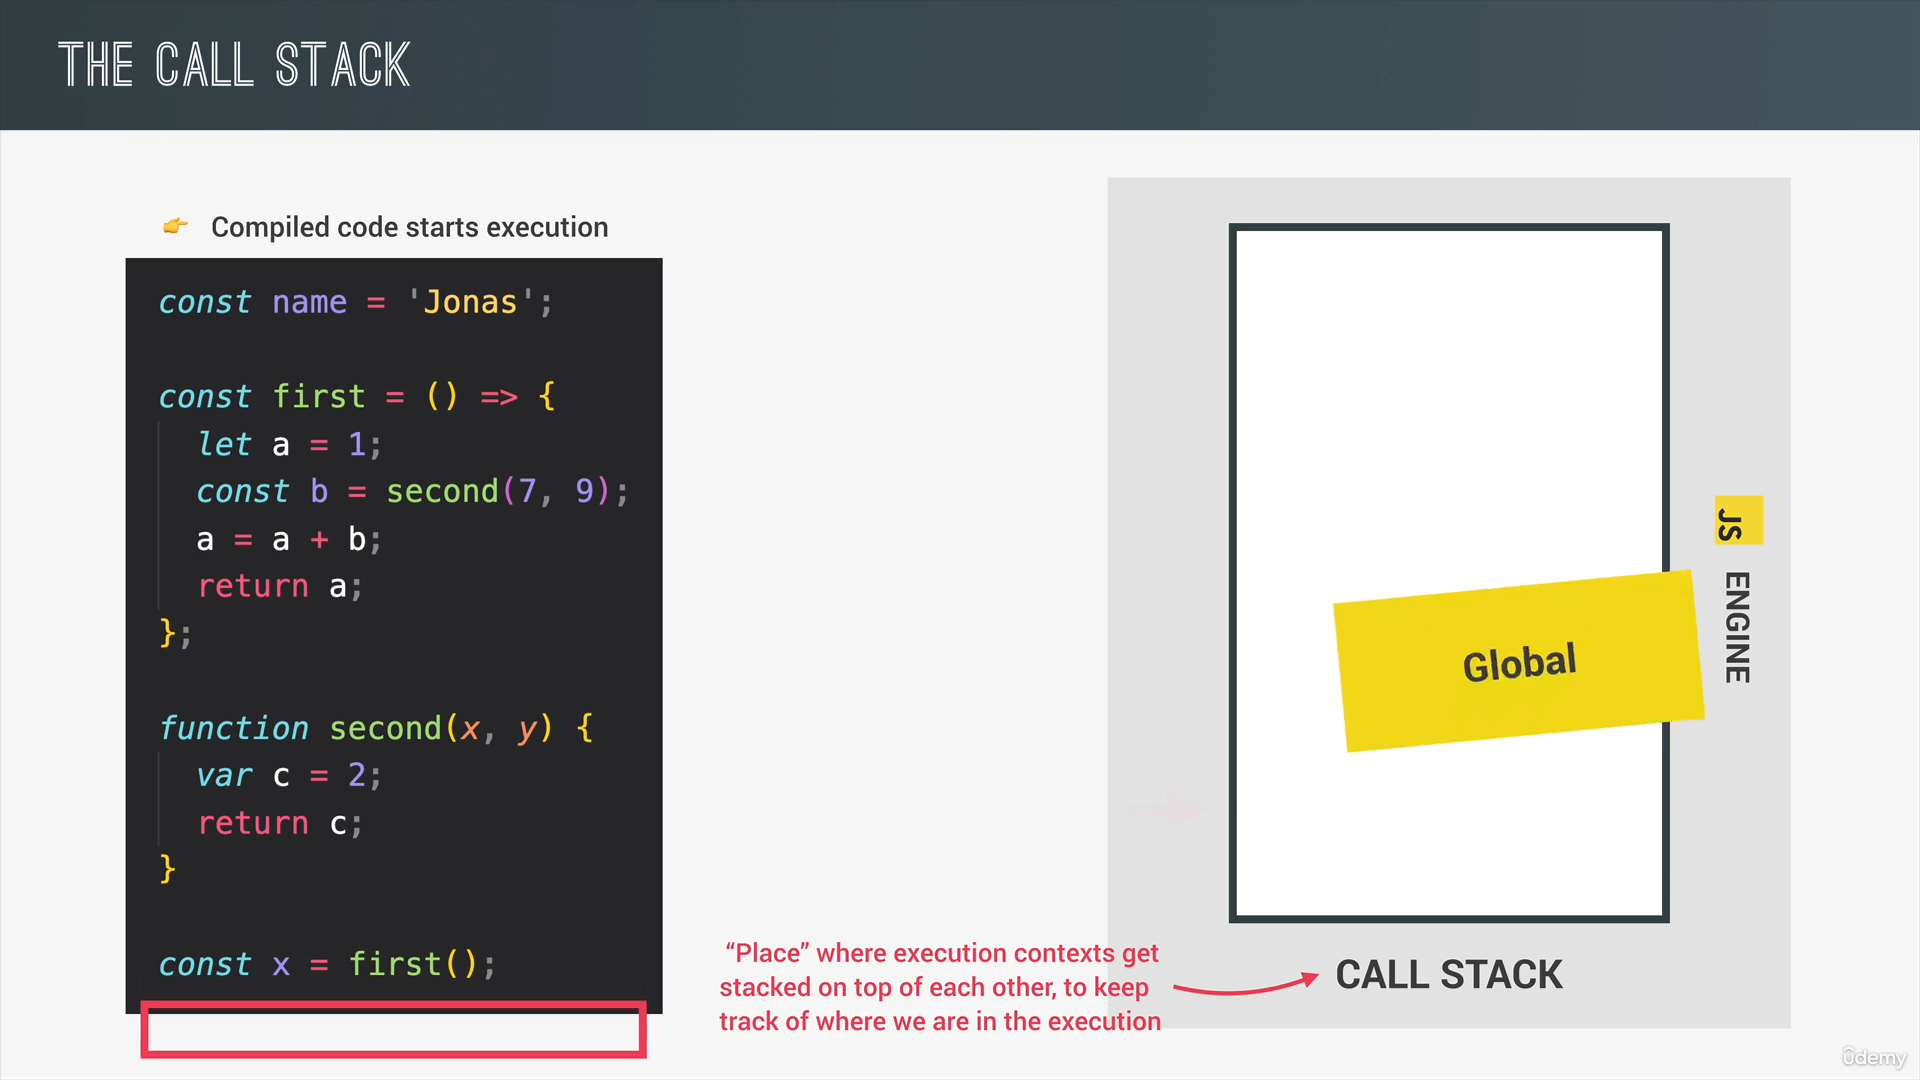 THE CALL STACK
👉 Compiled code starts execution
const name = 'Jonas';
const first = () => {
let a = 1;
const b = second(7, 9);
a = a + b;
return a;
};
function second(x, y) {
var c = 2;
return c;
}
const x = first();
“Place” where execution contexts get
stacked on top of each other, to keep
track of where we are in the execution
Global
CALL STACK
JS ENGINE
udemy